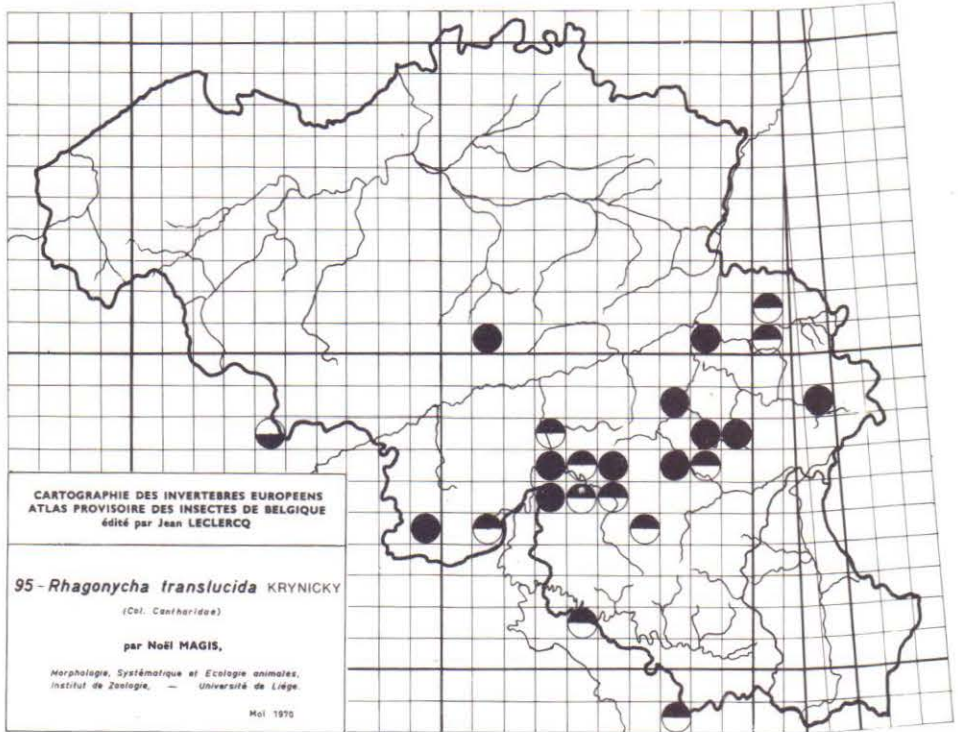 CARTOGRAPHIE DES INVERTEBRES EUROPEENS
ATLAS PROVISOIRE DES INSECTES DE BELGIQUE
édité par Jean LECLERCQ
95 - Rhagonycha translucida KRYNICKY
(Col. Cantharidae)
par Noël MAGIS,
Morphologie, Systématique et Ecologie animales,
Institut de Zoologie, — Université de Liége.
Mai 1970